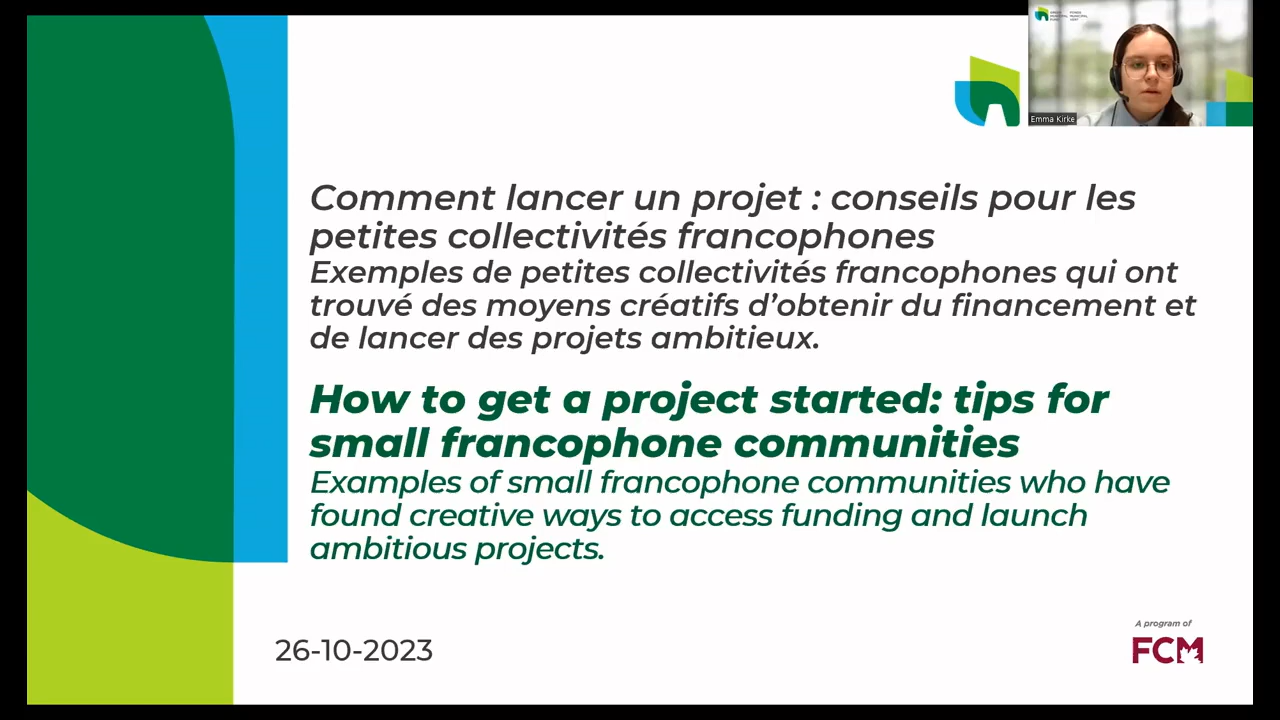 Emma Kirke
Comment lancer un projet : conseils pour les
petites collectivités francophones
Exemples de petites collectivités francophones qui ont
trouvé des moyens créatifs d’obtenir du financement et
de lancer des projets ambitieux.
How to get a project started: tips for
small francophone communities
Examples of small francophone communities who have
found creative ways to access funding and launch
ambitious projects.
26-10-2023
A program of
FCM